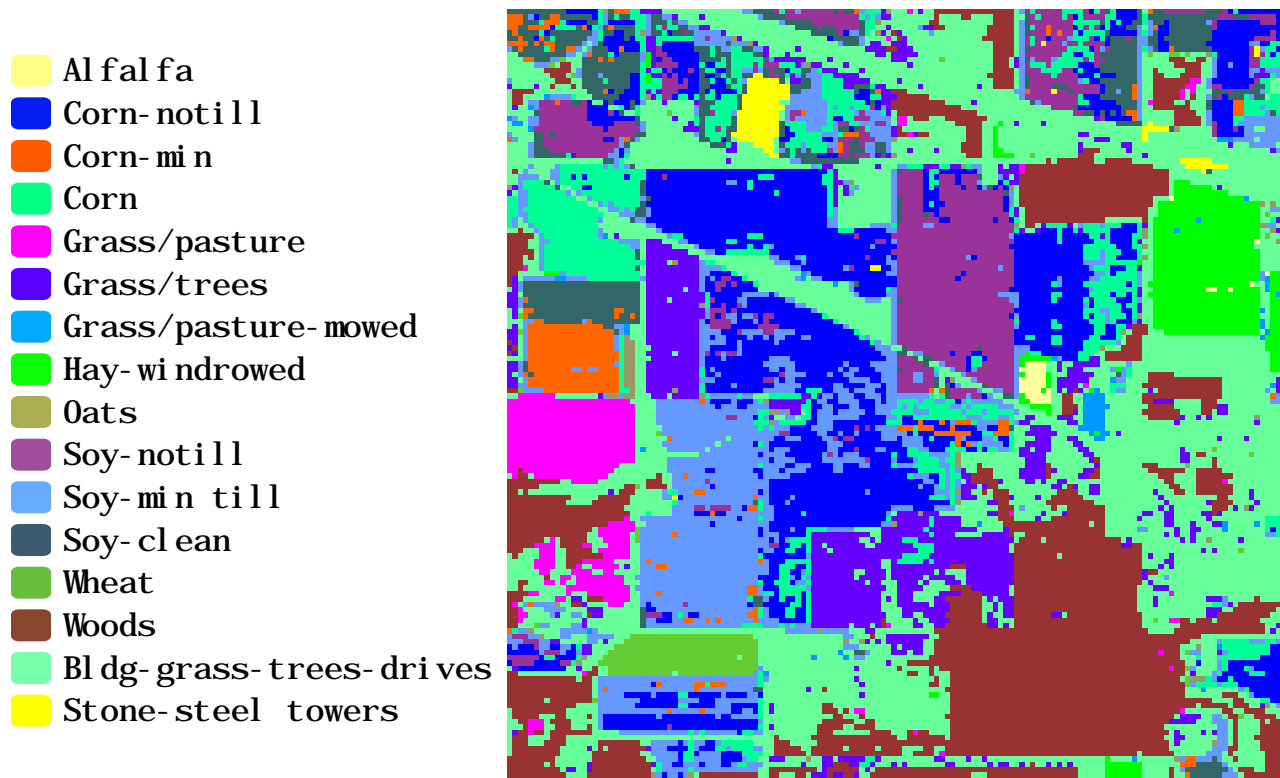 Alfalfa
Corn-notill
Corn-min
Corn
Grass/pasture
Grass/trees
Grass/pasture-mowed
Hay-windrowed
Oats
Soy-notill
Soy-min till
Soy-clean
Wheat
Woods
Bldg-grass-trees-drives
Stone-steel towers